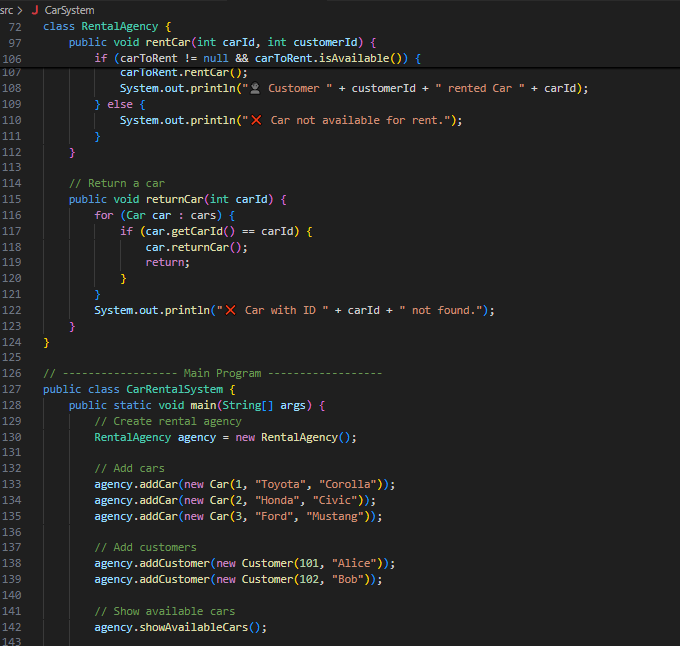 src > J CarSystem
72 class RentalAgency {
97     public void rentCar(int carId, int customerId) {
106         if (carToRent != null && carToRent.isAvailable()) {
107             carToRent.rentCar();
108             System.out.println("👤 Customer " + customerId + " rented Car " + carId);
109         } else {
110             System.out.println("❌ Car not available for rent.");
111         }
112     }
113
114     // Return a car
115     public void returnCar(int carId) {
116         for (Car car : cars) {
117             if (car.getCarId() == carId) {
118                 car.returnCar();
119                 return;
120             }
121         }
122         System.out.println("❌ Car with ID " + carId + " not found.");
123     }
124 }
125
126 // ------------------ Main Program ------------------
127 public class CarRentalSystem {
128     public static void main(String[] args) {
129         // Create rental agency
130         RentalAgency agency = new RentalAgency();
131
132         // Add cars
133         agency.addCar(new Car(1, "Toyota", "Corolla"));
134         agency.addCar(new Car(2, "Honda", "Civic"));
135         agency.addCar(new Car(3, "Ford", "Mustang"));
136
137         // Add customers
138         agency.addCustomer(new Customer(101, "Alice"));
139         agency.addCustomer(new Customer(102, "Bob"));
140
141         // Show available cars
142         agency.showAvailableCars();
143